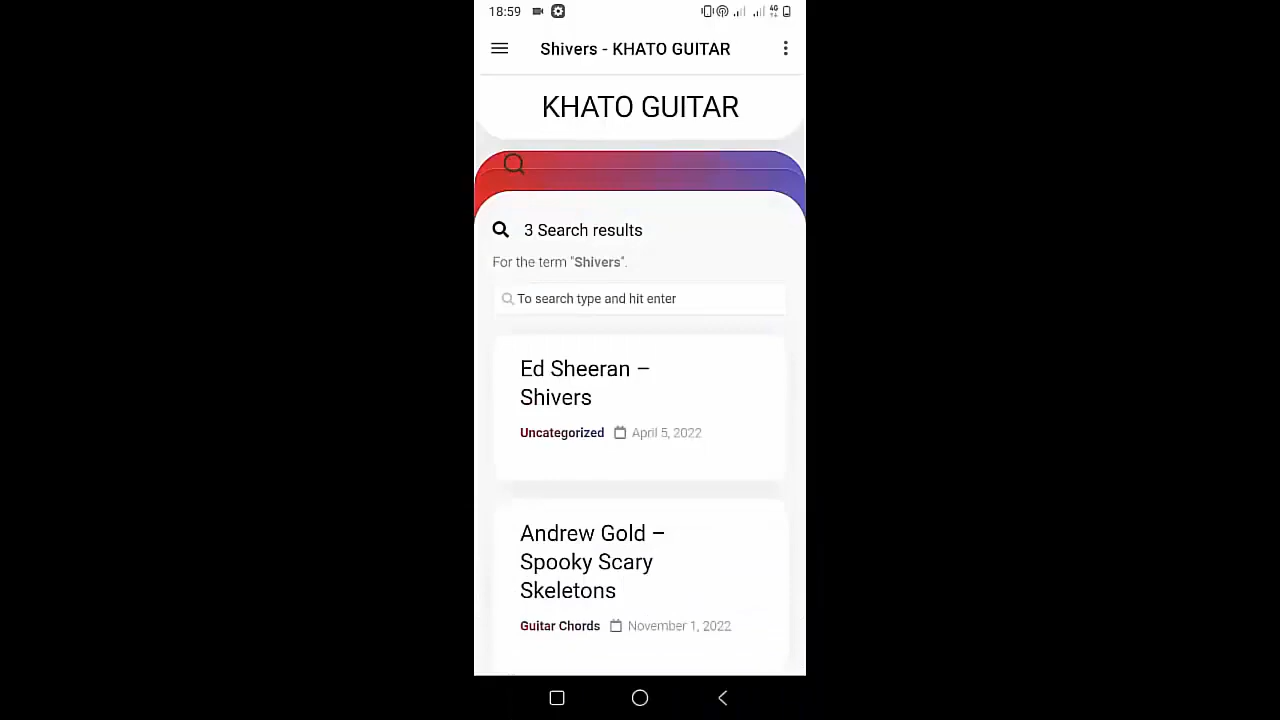 18:59
4G
Shivers - KHATO GUITAR
KHATO GUITAR
3 Search results
For the term "Shivers".
To search type and hit enter
Ed Sheeran –
Shivers
Uncategorized April 5, 2022
Andrew Gold –
Spooky Scary
Skeletons
Guitar Chords November 1, 2022